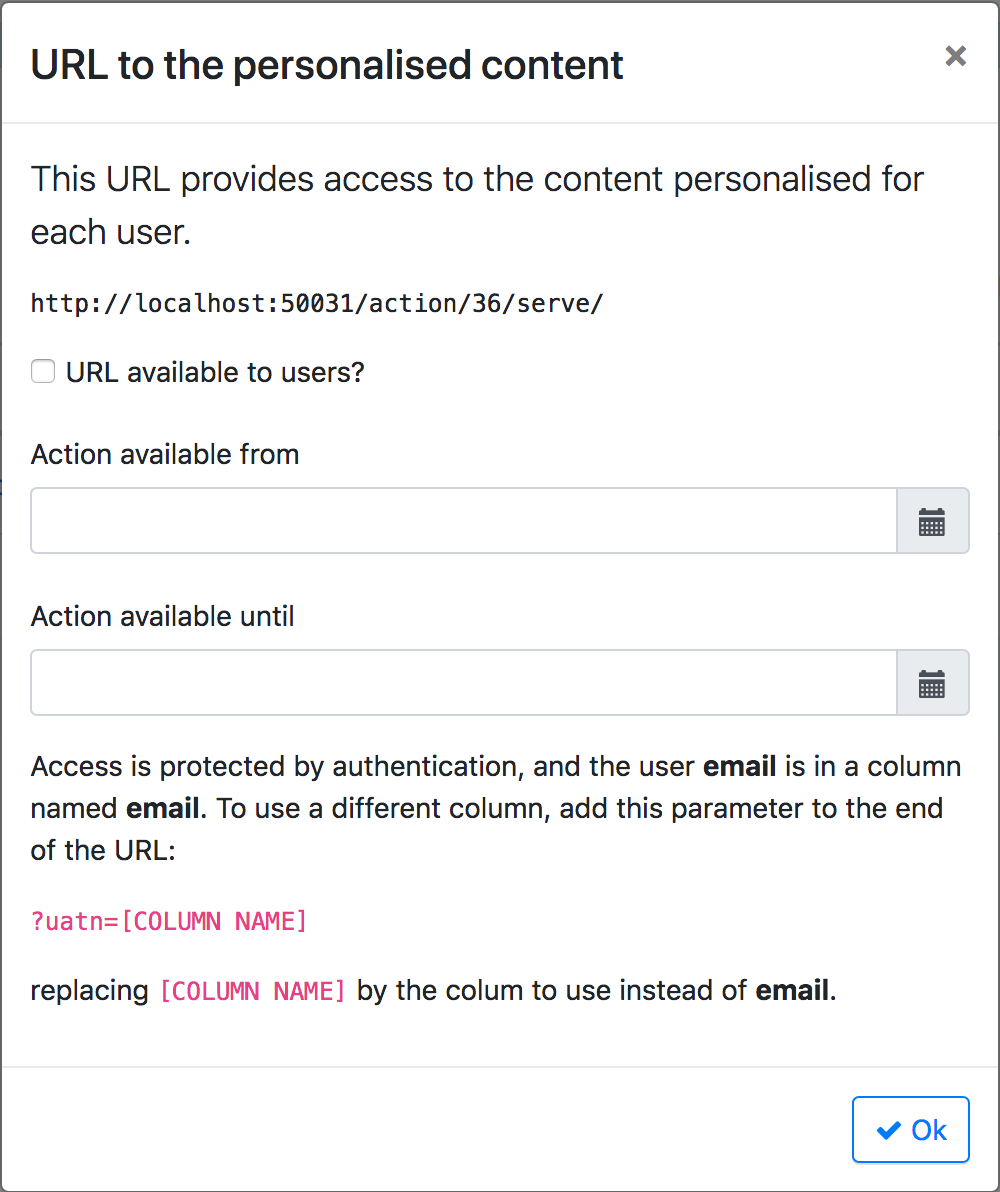 URL to the personalised content
×
This URL provides access to the content personalised for
each user.
http://localhost:50031/action/36/serve/
URL available to users?
Action available from
Action available until
Access is protected by authentication, and the user email is in a column
named email. To use a different column, add this parameter to the end
of the URL:
?uatn=[COLUMN NAME]
replacing [COLUMN NAME] by the colum to use instead of email.
Ok